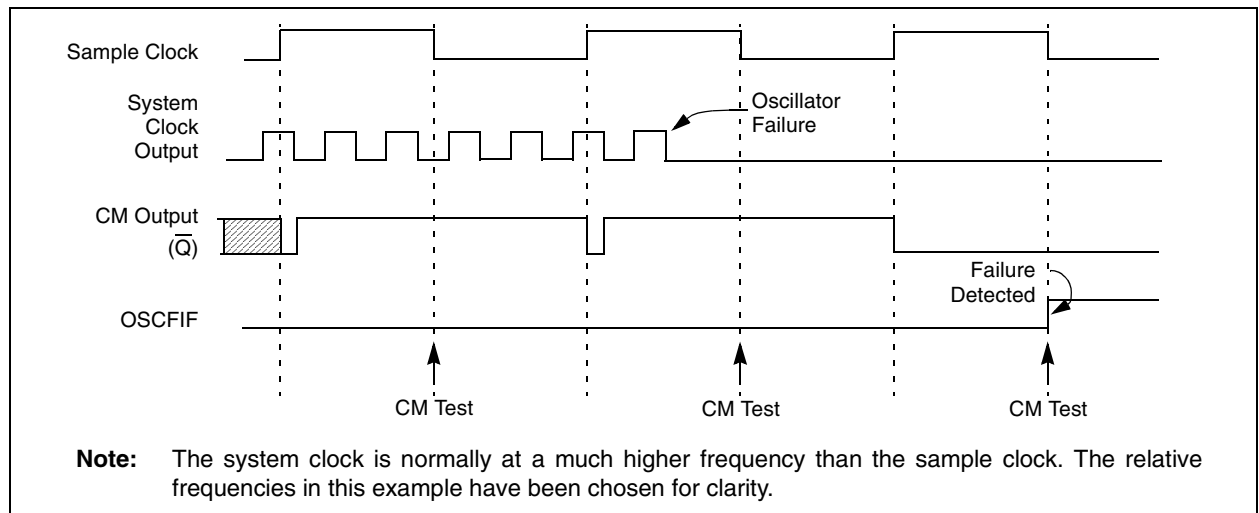 Sample Clock
System
Clock
Output
Oscillator
Failure
CM Output
(Q̅)
Failure
Detected
OSCFIF
CM Test
CM Test
CM Test
Note: The system clock is normally at a much higher frequency than the sample clock. The relative
frequencies in this example have been chosen for clarity.